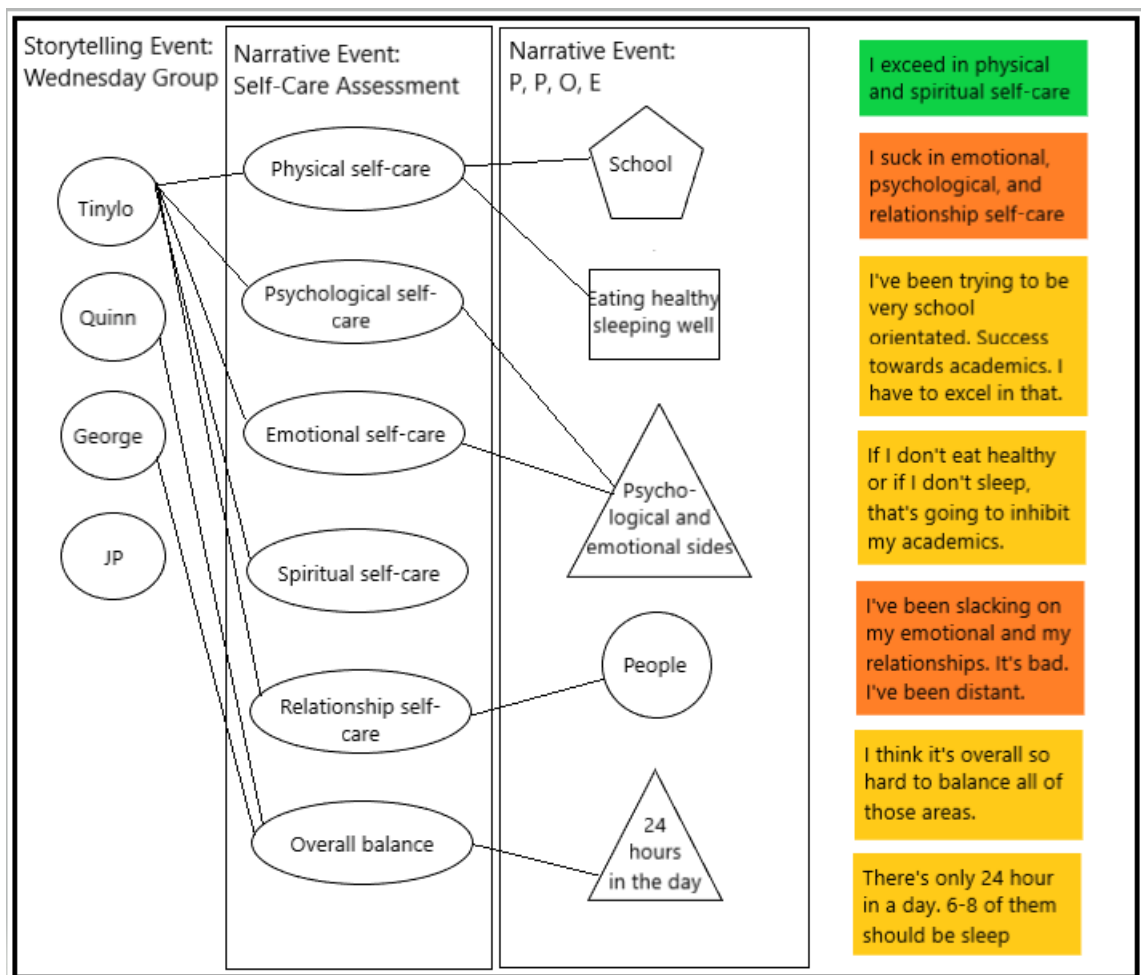 Storytelling Event:
Wednesday Group
Tinylo
Quinn
George
JP
Narrative Event:
Self-Care Assessment
Physical self-care
Psychological self-
care
Emotional self-care
Spiritual self-care
Relationship self-
care
Overall balance
Narrative Event:
P, P, O, E
School
Eating healthy
sleeping well
Psycho-
logical and
emotional sides
People
24
hours
in the day
I exceed in physical
and spiritual self-care
I suck in emotional,
psychological, and
relationship self-care
I've been trying to be
very school
orientated. Success
towards academics. I
have to excel in that.
If I don't eat healthy
or if I don't sleep,
that's going to inhibit
my academics.
I've been slacking on
my emotional and my
relationships. It's bad.
I've been distant.
I think it's overall so
hard to balance all of
those areas.
There's only 24 hour
in a day. 6-8 of them
should be sleep